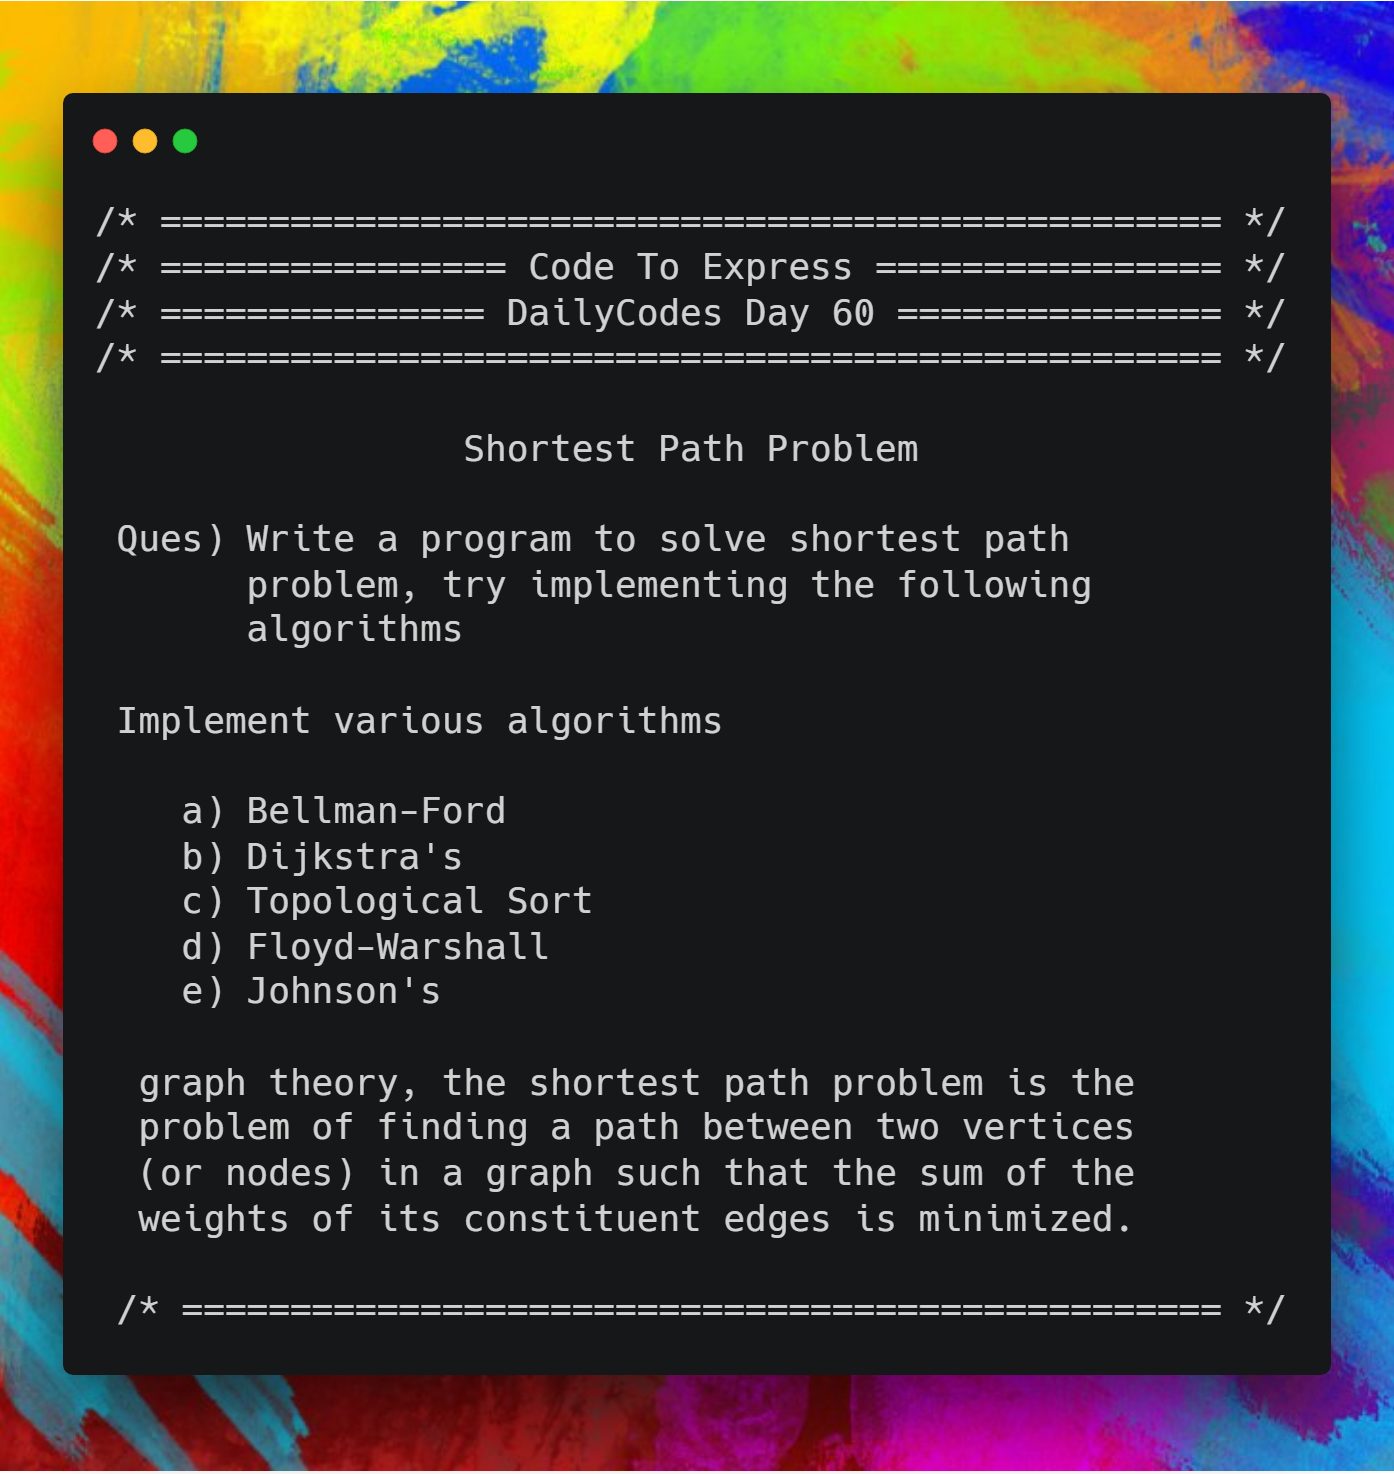 /* ================================================= */
/* ================ Code To Express ================ */
/* =============== DailyCodes Day 60 =============== */
/* ================================================= */
Shortest Path Problem
Ques) Write a program to solve shortest path
problem, try implementing the following
algorithms
Implement various algorithms
a) Bellman-Ford
b) Dijkstra's
c) Topological Sort
d) Floyd-Warshall
e) Johnson's
graph theory, the shortest path problem is the
problem of finding a path between two vertices
(or nodes) in a graph such that the sum of the
weights of its constituent edges is minimized.
/* ================================================ */